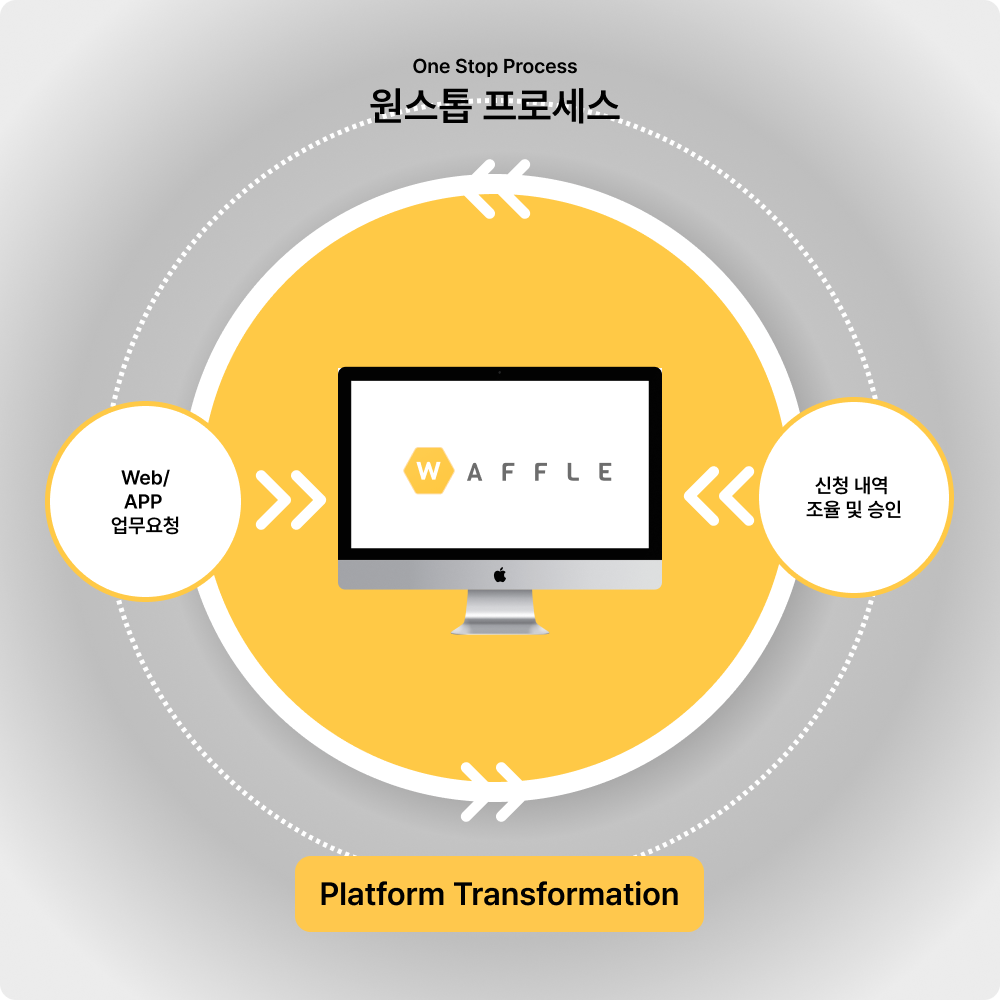 One Stop Process
원스톱 프로세스
Web/
APP
업무요청
W AFFLE
신청 내역
조율 및 승인
Platform Transformation